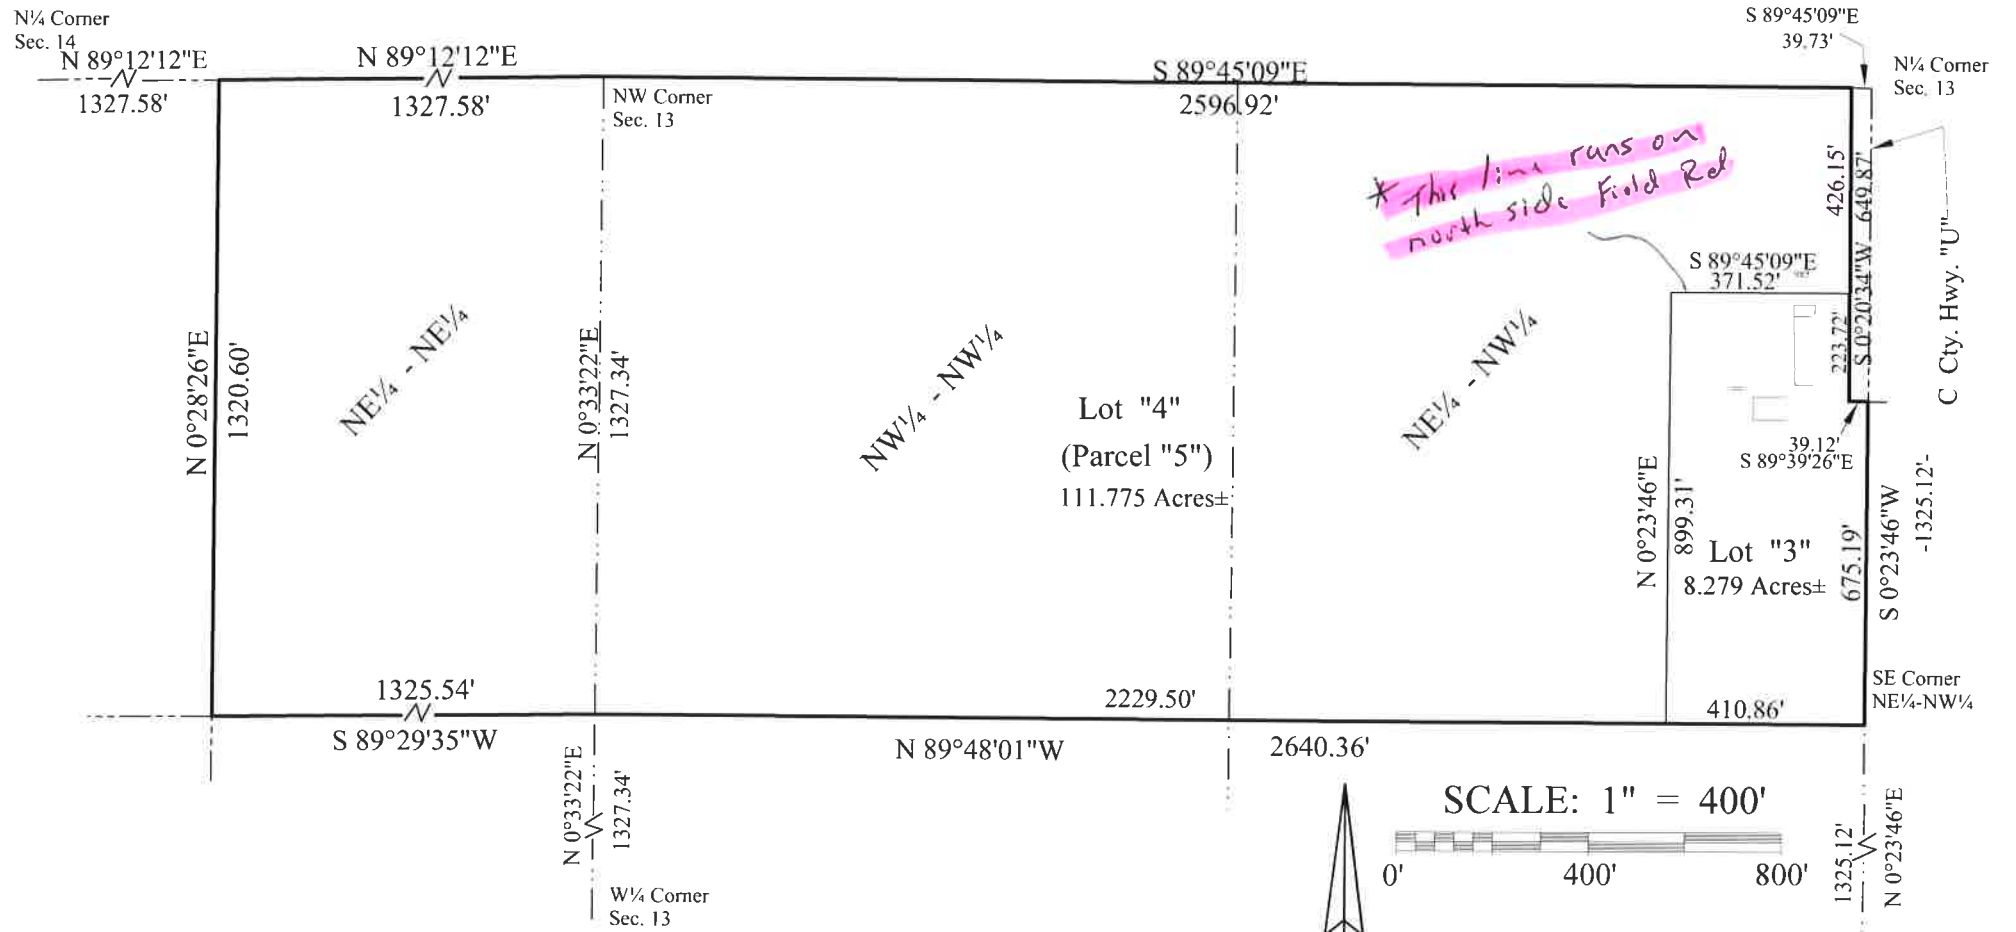 N¼ Corner
Sec. 14
N 89°12'12"E
1327.58'
N 89°12'12"E
1327.58'
NW Corner
Sec. 13
S 89°45'09"E
2596.92'
S 89°45'09"E
39.73'
N¼ Corner
Sec. 13
* This line runs on
north side Field Rd
426.15'
S 0°20'34"W 649.87'
C Cty. Hwy. "U"
S 89°45'09"E
371.52'
223.72'
39.12'
S 89°39'26"E
N 0°28'26"E
1320.60'
NE¼ - NE¼
N 0°33'22"E
1327.34'
NW¼ - NW¼
Lot "4"
(Parcel "5")
111.775 Acres±
NE¼ - NW¼
N 0°23'46"E
899.31'
Lot "3"
8.279 Acres±
675.19'
S 0°23'46"W
-1325.12'-
SE Corner
NE¼-NW¼
1325.54'
S 89°29'35"W
2229.50'
410.86'
N 89°48'01"W
2640.36'
N 0°33'22"E
1327.34'
W¼ Corner
Sec. 13
SCALE: 1" = 400'
0'
400'
800'
1325.12'
N 0°23'46"E